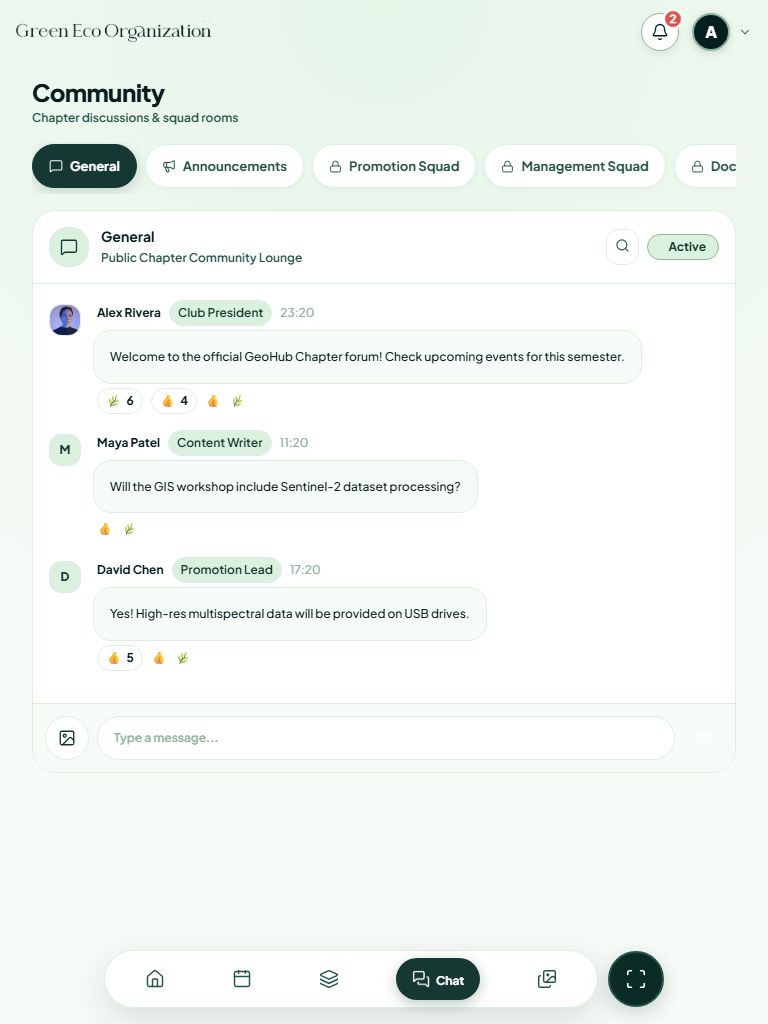 Green Eco Organization
2
A
Community
Chapter discussions & squad rooms
General
Announcements
Promotion Squad
Management Squad
Doc
General
Public Chapter Community Lounge
Active
Alex Rivera Club President 23:20
Welcome to the official GeoHub Chapter forum! Check upcoming events for this semester.
6 4
M
Maya Patel Content Writer 11:20
Will the GIS workshop include Sentinel-2 dataset processing?
D
David Chen Promotion Lead 17:20
Yes! High-res multispectral data will be provided on USB drives.
5
Type a message...
Chat